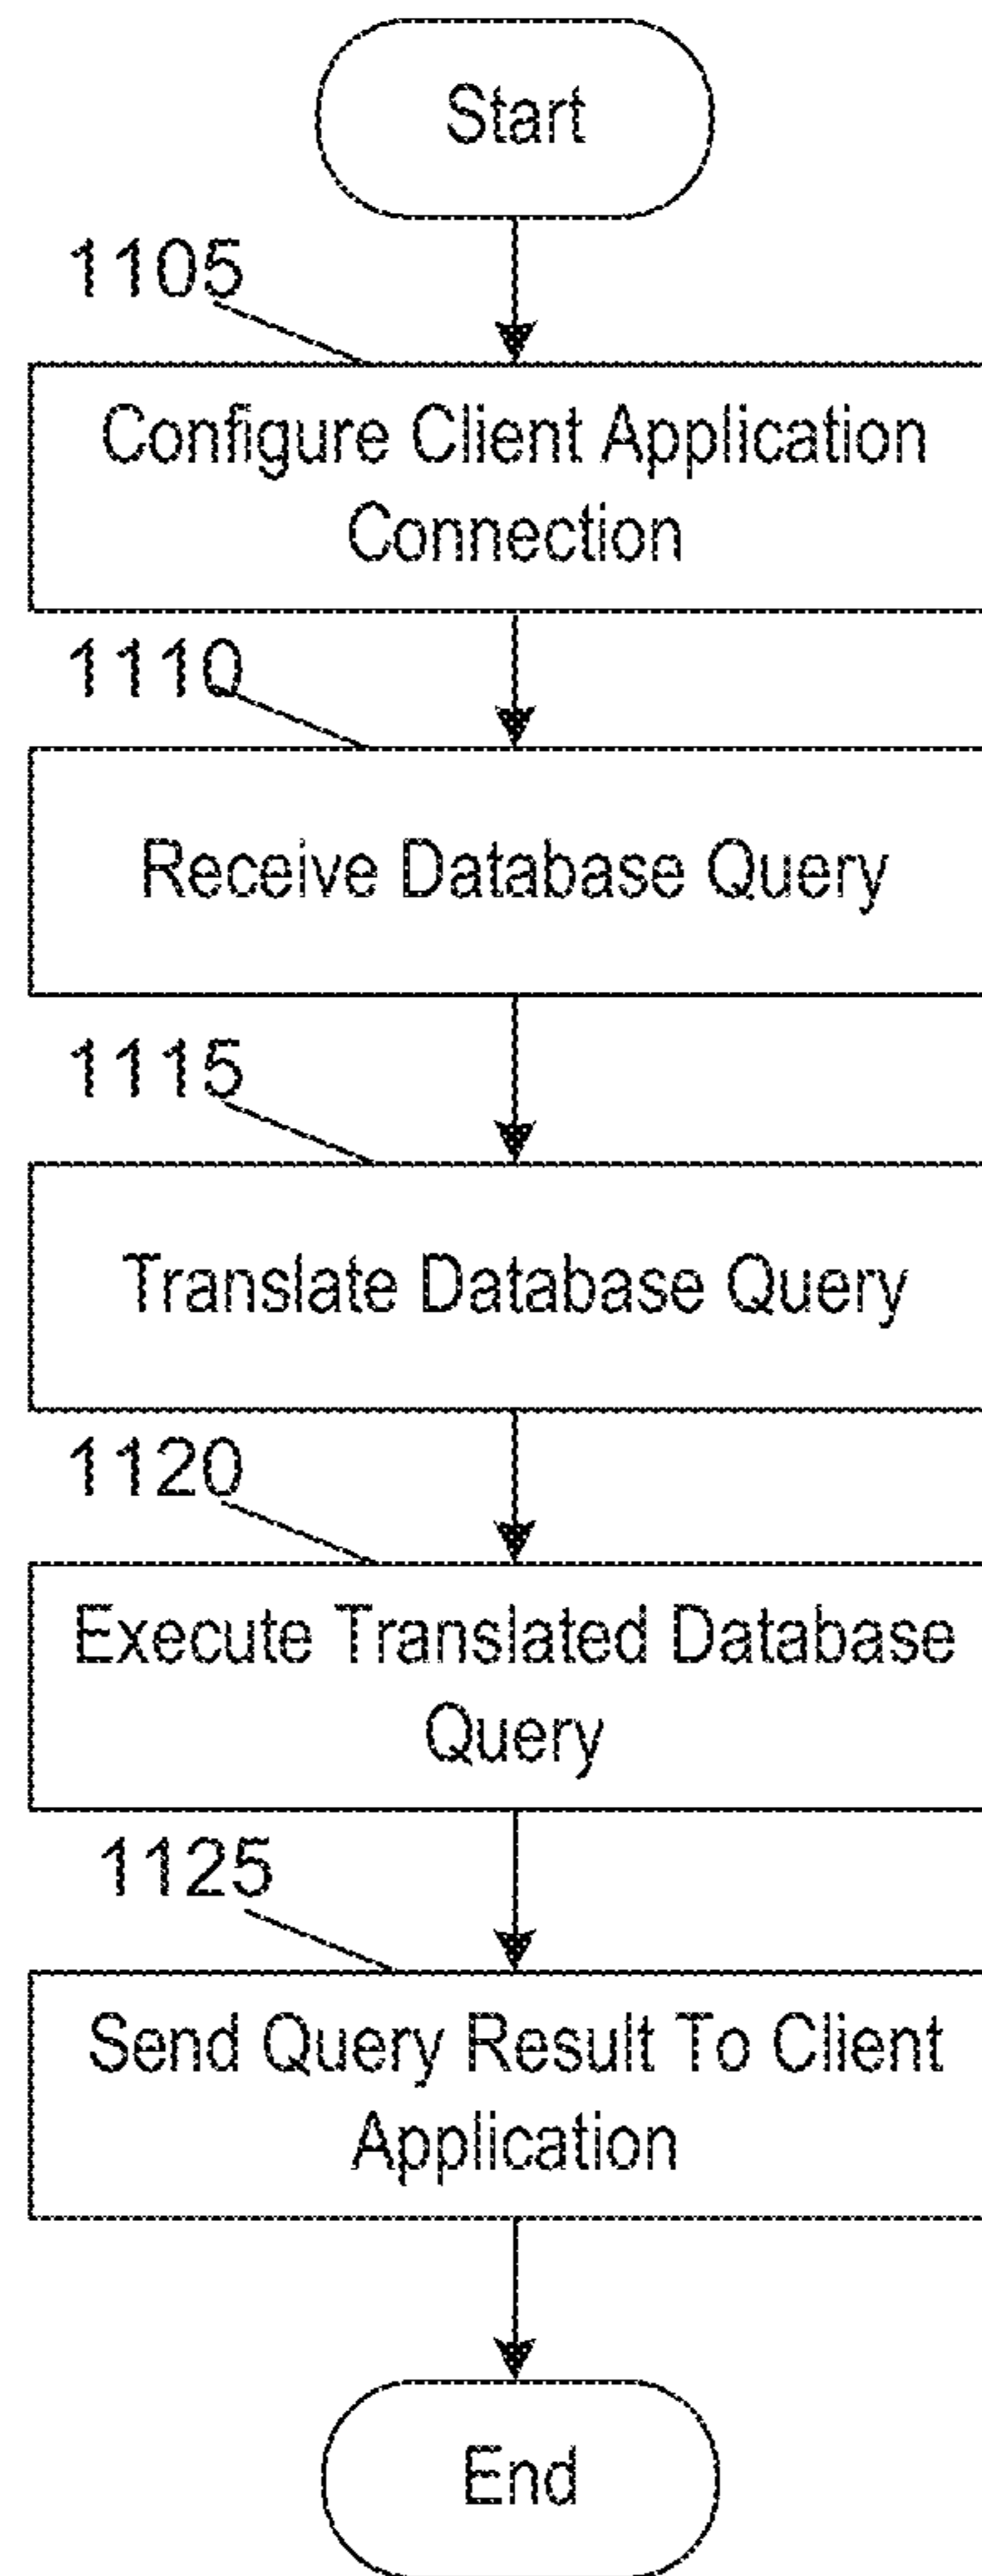 Start
1105
Configure Client Application
Connection
1110
Receive Database Query
1115
Translate Database Query
1120
Execute Translated Database
Query
1125
Send Query Result To Client
Application
End